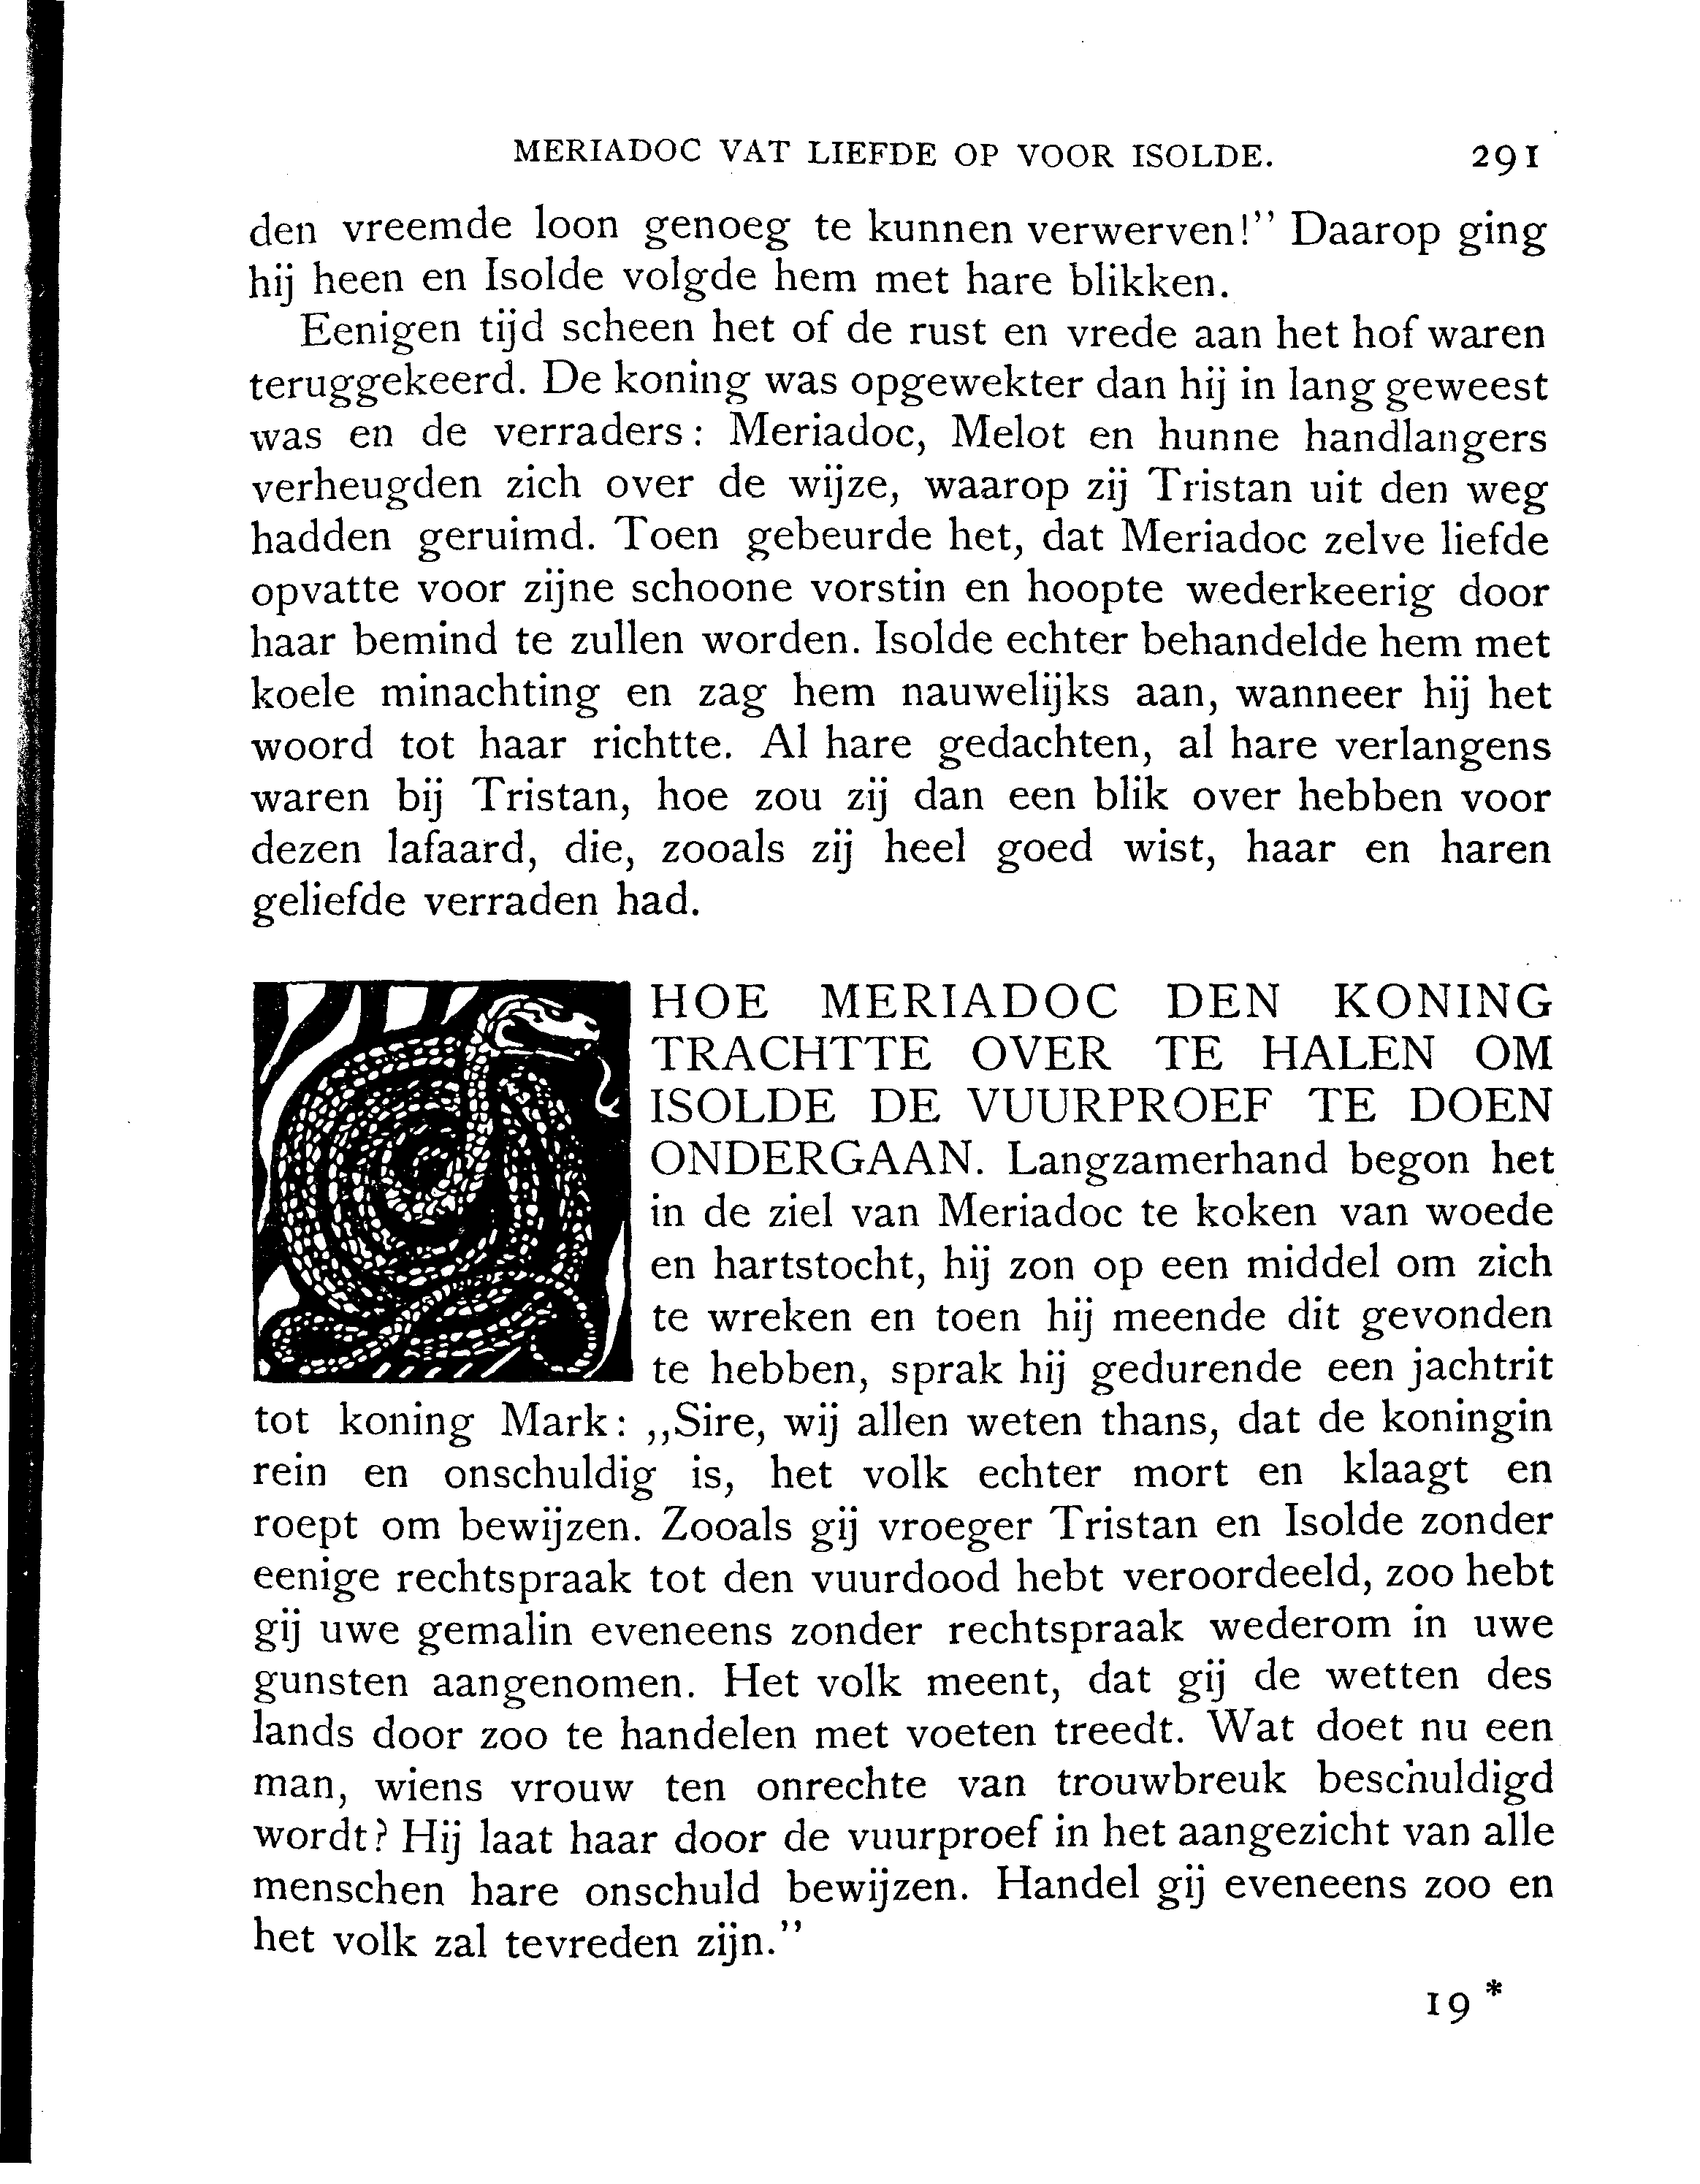 MERIADOC VAT LIEFDE OP VOOR ISOLDE. 291
den vreemde loon genoeg te kunnen verwerven!” Daarop ging
hij heen en Isolde volgde hem met hare blikken.
Eenigen tijd scheen het of de rust en vrede aan het hof waren
teruggekeerd. De koning was opgewekter dan hij in lang geweest
was en de verraders: Meriadoc, Melot en hunne handlangers
verheugden zich over de wijze, waarop zij Tristan uit den weg
hadden geruimd. Toen gebeurde het, dat Meriadoc zelve liefde
opvatte voor zijne schoone vorstin en hoopte wederkeerig door
haar bemind te zullen worden. Isolde echter behandelde hem met
koele minachting en zag hem nauwelijks aan, wanneer hij het
woord tot haar richtte. Al hare gedachten, al hare verlangens
waren bij Tristan, hoe zou zij dan een blik over hebben voor
dezen lafaard, die, zooals zij heel goed wist, haar en haren
geliefde verraden had.
HOE MERIADOC DEN KONING
TRACHTTE OVER TE HALEN OM
ISOLDE DE VUURPROEF TE DOEN
ONDERGAAN. Langzamerhand begon het
in de ziel van Meriadoc te koken van woede
en hartstocht, hij zon op een middel om zich
te wreken en toen hij meende dit gevonden
te hebben, sprak hij gedurende een jachtrit
tot koning Mark: „Sire, wij allen weten thans, dat de koningin
rein en onschuldig is, het volk echter mort en klaagt en
roept om bewijzen. Zooals gij vroeger Tristan en Isolde zonder
eenige rechtspraak tot den vuurdood hebt veroordeeld, zoo hebt
gij uwe gemalin eveneens zonder rechtspraak wederom in uwe
gunsten aangenomen. Het volk meent, dat gij de wetten des
lands door zoo te handelen met voeten treedt. Wat doet nu een
man, wiens vrouw ten onrechte van trouwbreuk beschuldigd
wordt? Hij laat haar door de vuurproef in het aangezicht van alle
menschen hare onschuld bewijzen. Handel gij eveneens zoo en
het volk zal tevreden zijn.”
19*